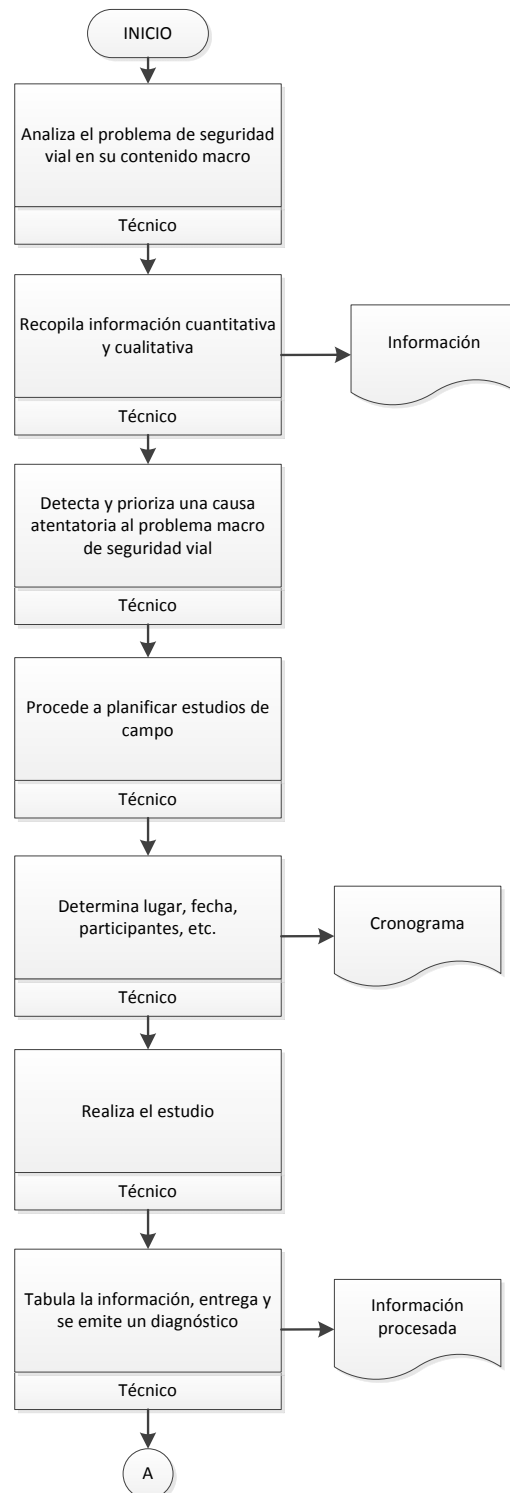 INICIO
Analiza el problema de seguridad
vial en su contenido macro
Técnico
Recopila información cuantitativa
y cualitativa
Técnico
Información
Detecta y prioriza una causa
atentatoria al problema macro
de seguridad vial
Técnico
Procede a planificar estudios de
campo
Técnico
Determina lugar, fecha,
participantes, etc.
Técnico
Cronograma
Realiza el estudio
Técnico
Tabula la información, entrega y
se emite un diagnóstico
Técnico
Información
procesada
A